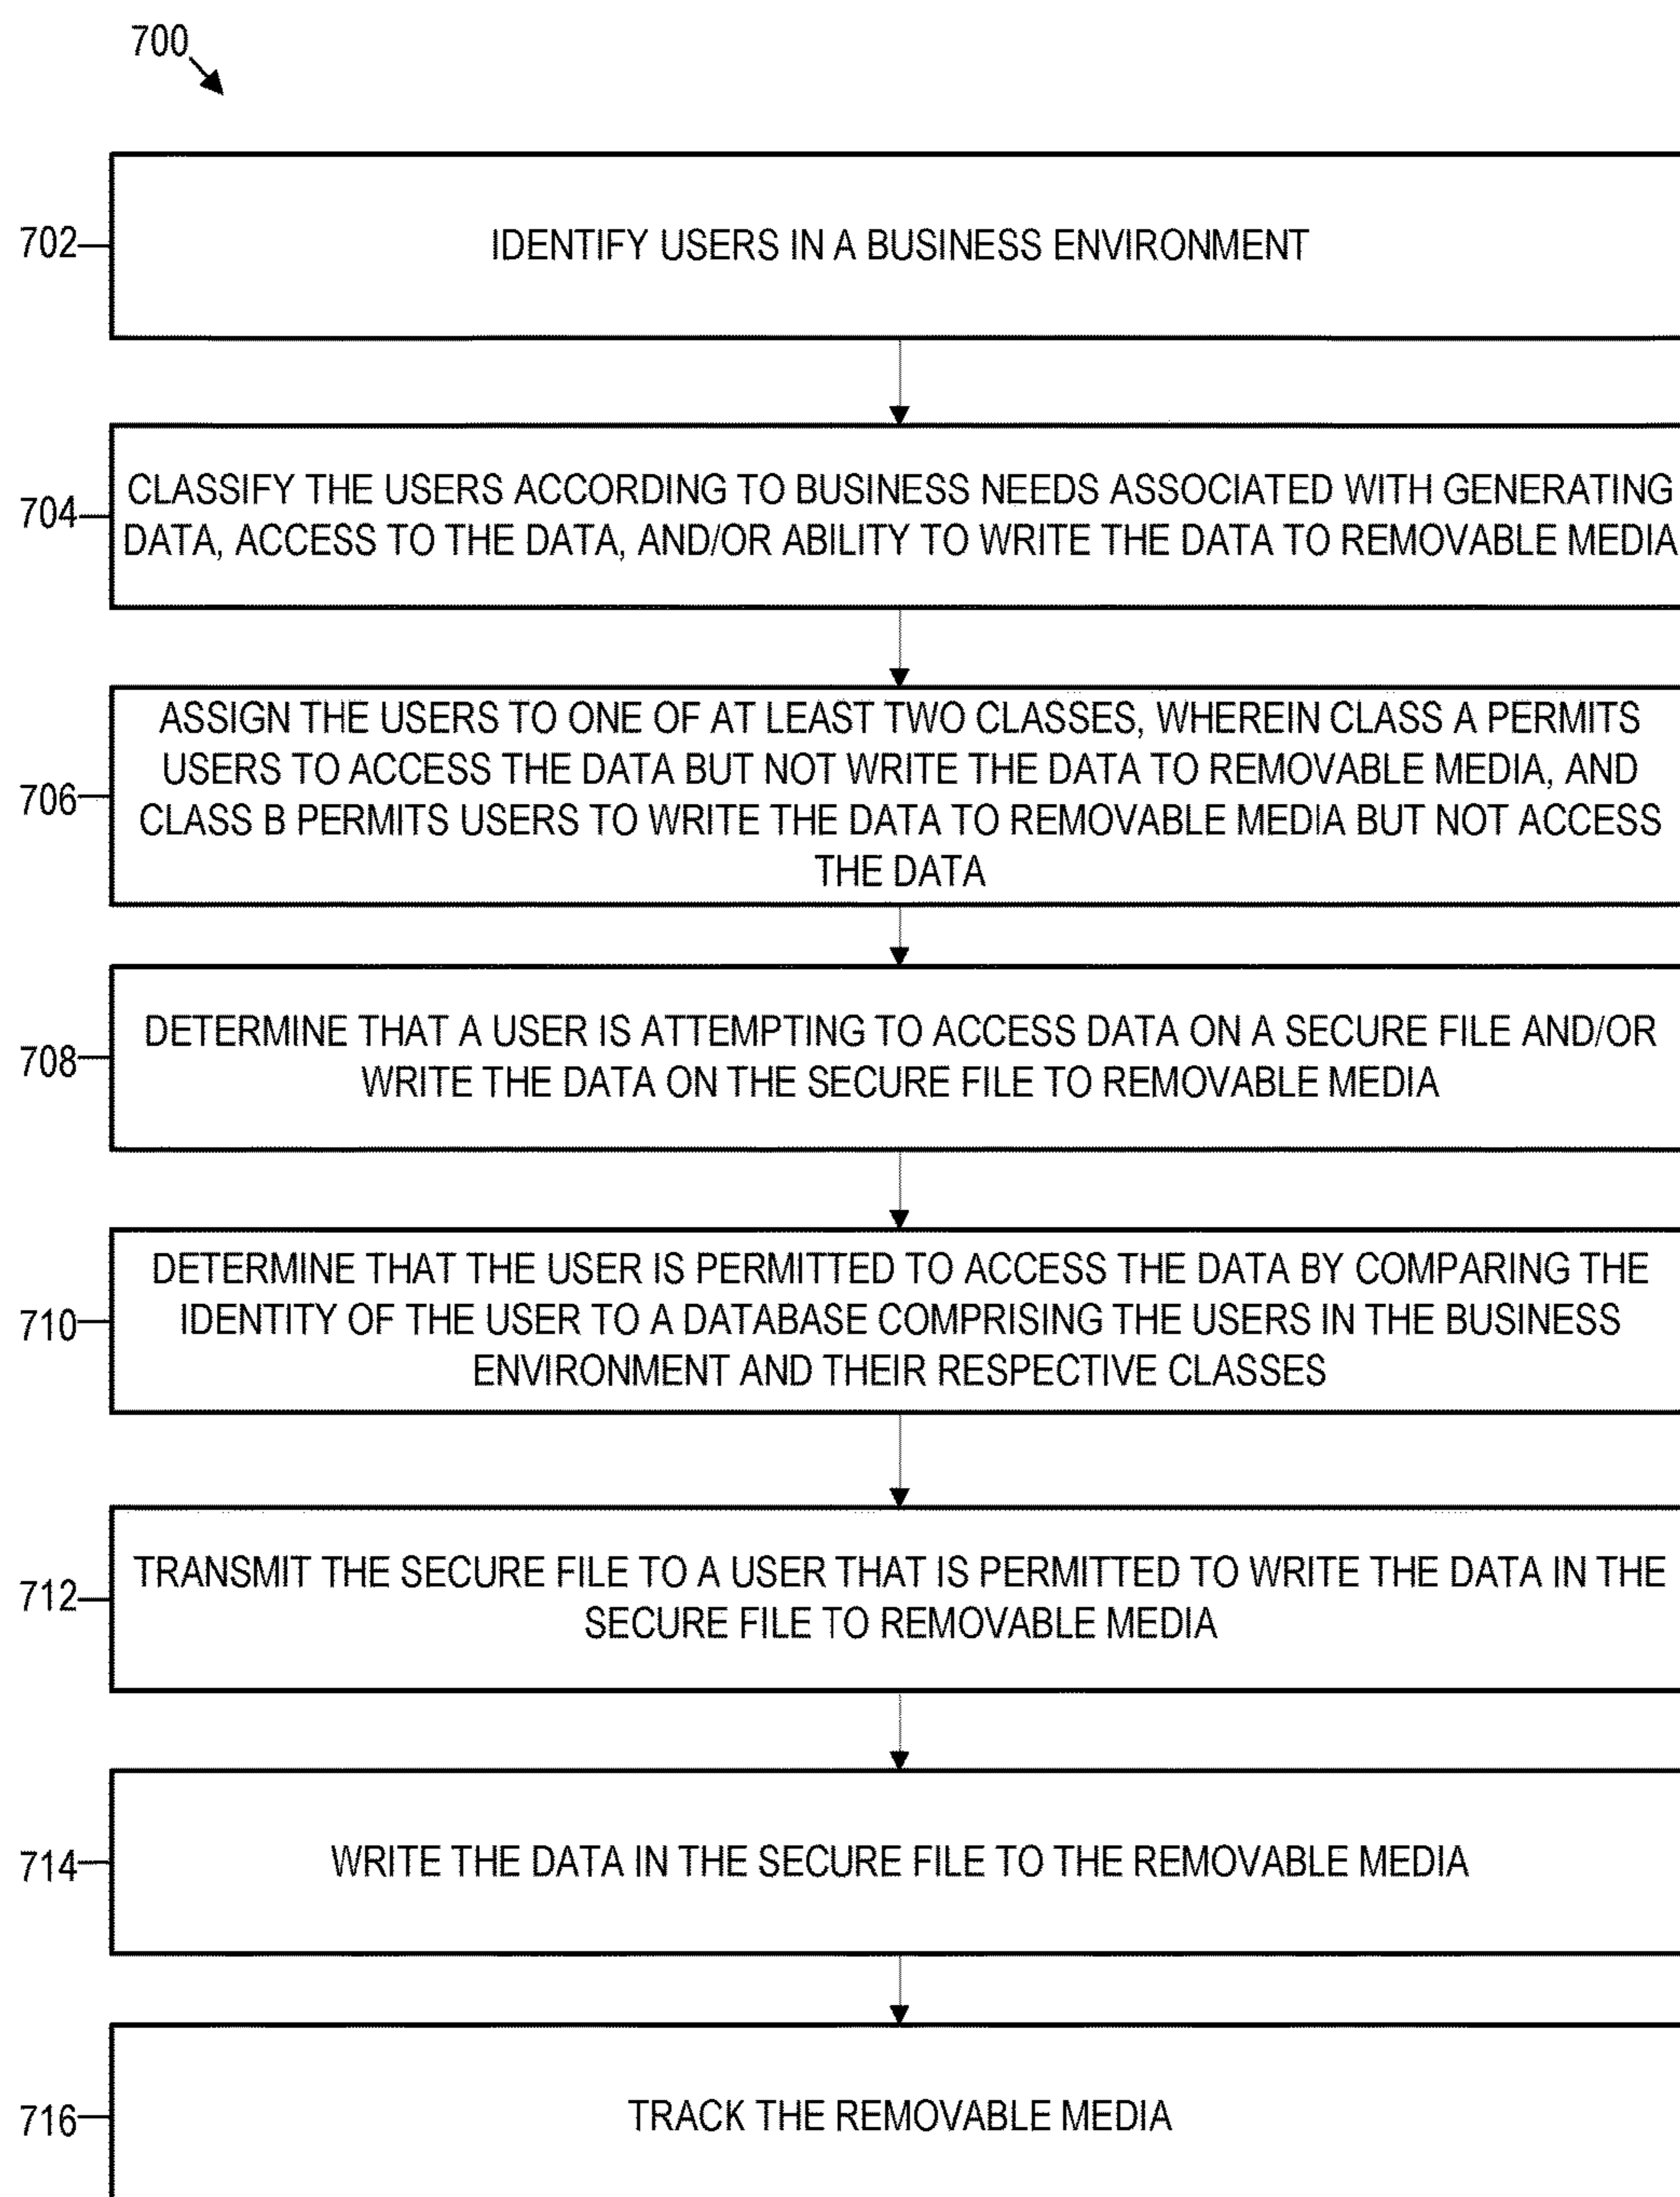 700
702
IDENTIFY USERS IN A BUSINESS ENVIRONMENT
704
CLASSIFY THE USERS ACCORDING TO BUSINESS NEEDS ASSOCIATED WITH GENERATING
DATA, ACCESS TO THE DATA, AND/OR ABILITY TO WRITE THE DATA TO REMOVABLE MEDIA
706
ASSIGN THE USERS TO ONE OF AT LEAST TWO CLASSES, WHEREIN CLASS A PERMITS
USERS TO ACCESS THE DATA BUT NOT WRITE THE DATA TO REMOVABLE MEDIA, AND
CLASS B PERMITS USERS TO WRITE THE DATA TO REMOVABLE MEDIA BUT NOT ACCESS
THE DATA
708
DETERMINE THAT A USER IS ATTEMPTING TO ACCESS DATA ON A SECURE FILE AND/OR
WRITE THE DATA ON THE SECURE FILE TO REMOVABLE MEDIA
710
DETERMINE THAT THE USER IS PERMITTED TO ACCESS THE DATA BY COMPARING THE
IDENTITY OF THE USER TO A DATABASE COMPRISING THE USERS IN THE BUSINESS
ENVIRONMENT AND THEIR RESPECTIVE CLASSES
712
TRANSMIT THE SECURE FILE TO A USER THAT IS PERMITTED TO WRITE THE DATA IN THE
SECURE FILE TO REMOVABLE MEDIA
714
WRITE THE DATA IN THE SECURE FILE TO THE REMOVABLE MEDIA
716
TRACK THE REMOVABLE MEDIA